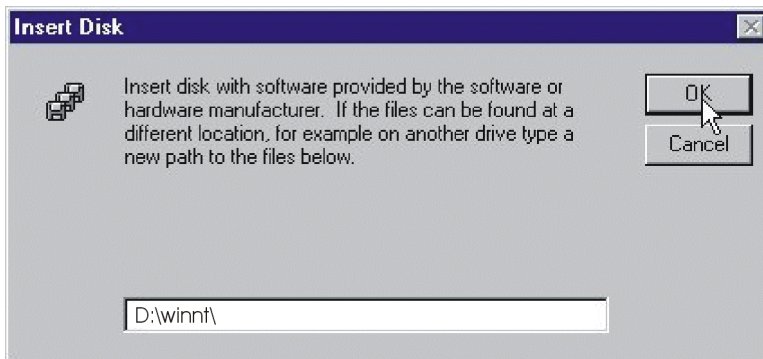 Insert Disk
Insert disk with software provided by the software or
hardware manufacturer. If the files can be found at a
different location, for example on another drive type a
new path to the files below.
OK
Cancel
D:\winnt\